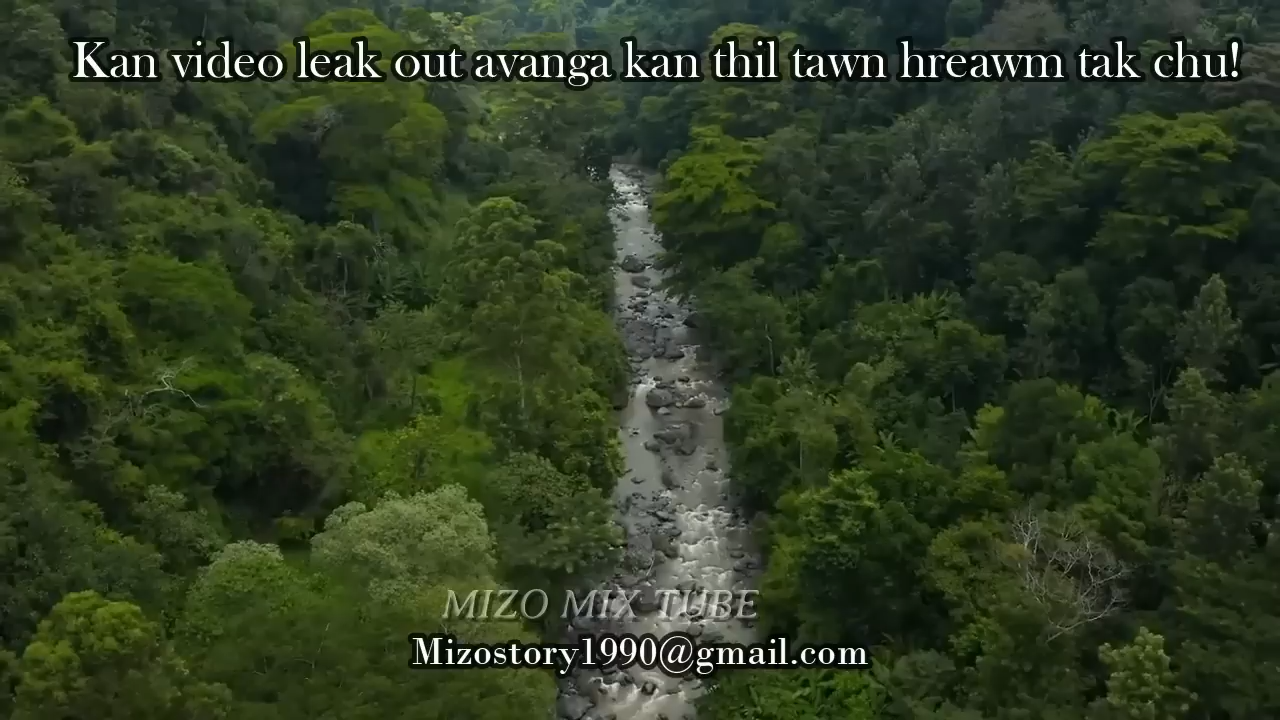 Kan video leak out avanga kan thil tawn hreawm tak chu!
MIZO MIX TUBE
Mizostory1990@gmail.com